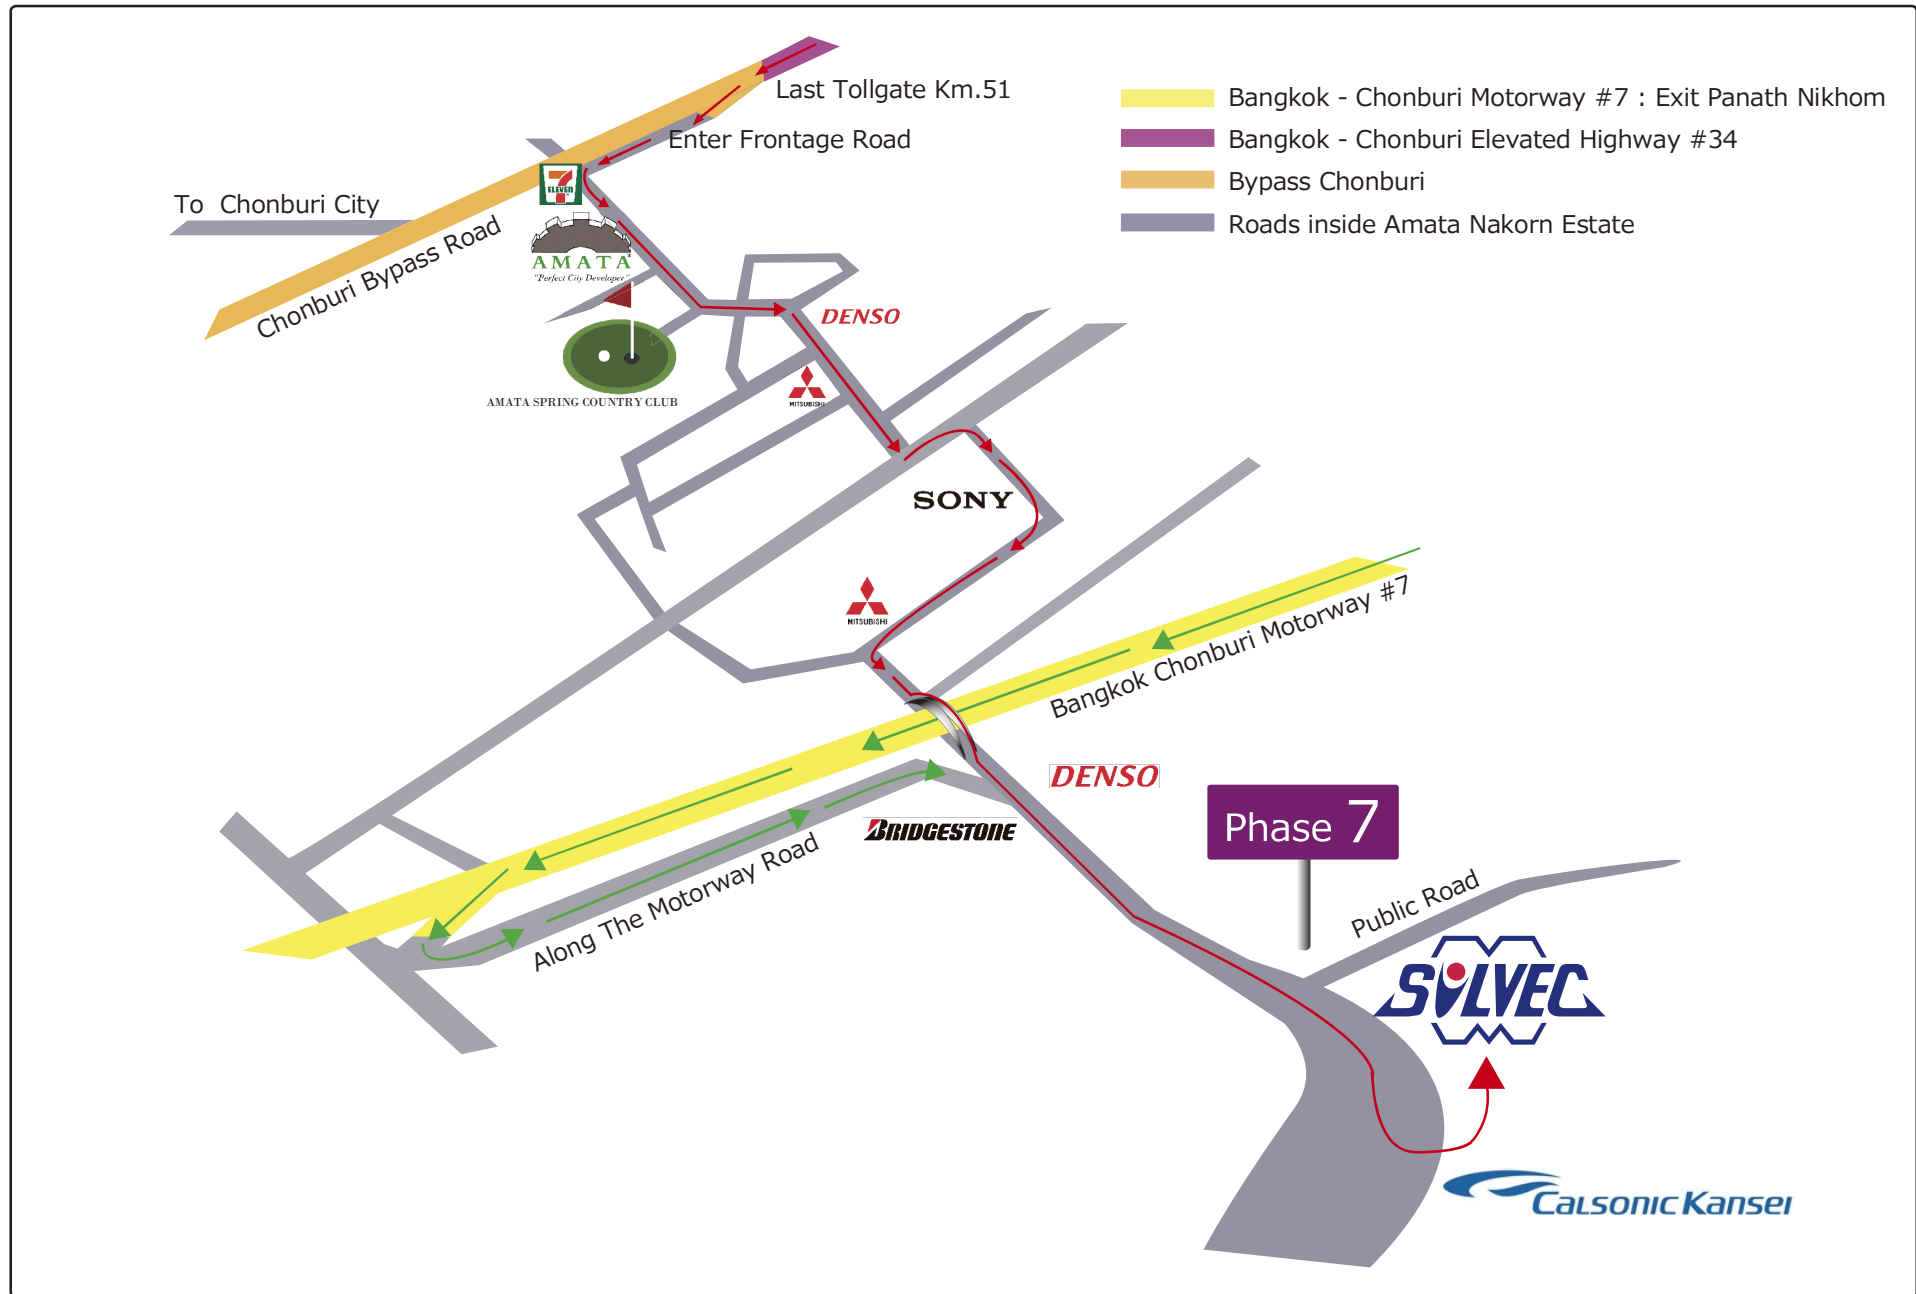 Last Tollgate Km.51
Enter Frontage Road
To Chonburi City
Chonburi Bypass Road
7
ELEVEN
AMATA
"Perfect City Developer"
AMATA SPRING COUNTRY CLUB
DENSO
MITSUBISHI
SONY
MITSUBISHI
Bangkok - Chonburi Motorway #7 : Exit Panath Nikhom
Bangkok - Chonburi Elevated Highway #34
Bypass Chonburi
Roads inside Amata Nakorn Estate
Bangkok Chonburi Motorway #7
DENSO
BRIDGESTONE
Along The Motorway Road
Phase 7
Public Road
SOLVEC
CALSONIC KANSEI